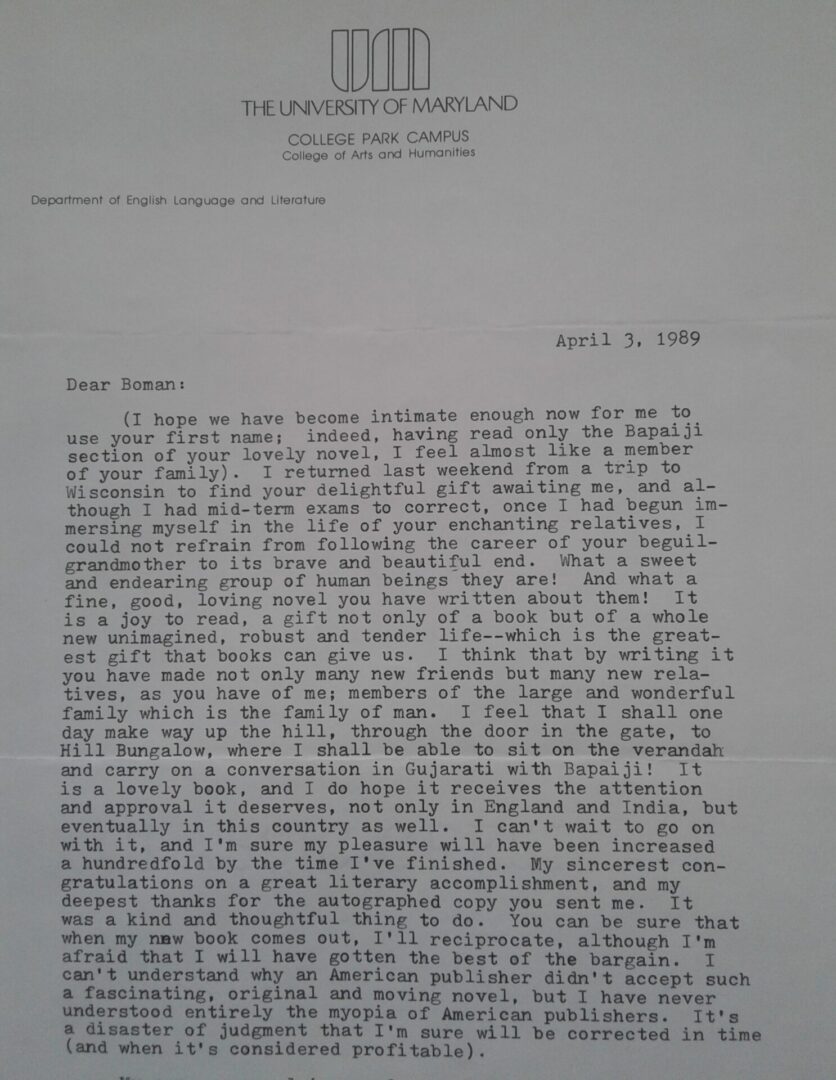 THE UNIVERSITY OF MARYLAND
COLLEGE PARK CAMPUS
College of Arts and Humanities
Department of English Language and Literature
April 3, 1989
Dear Boman:
(I hope we have become intimate enough now for me to
use your first name; indeed, having read only the Bapaiji
section of your lovely novel, I feel almost like a member
of your family). I returned last weekend from a trip to
Wisconsin to find your delightful gift awaiting me, and al-
though I had mid-term exams to correct, once I had begun im-
mersing myself in the life of your enchanting relatives, I
could not refrain from following the career of your beguil-
grandmother to its brave and beautiful end. What a sweet
and endearing group of human beings they are! And what a
fine, good, loving novel you have written about them! It
is a joy to read, a gift not only of a book but of a whole
new unimagined, robust and tender life--which is the great-
est gift that books can give us. I think that by writing it
you have made not only many new friends but many new rela-
tives, as you have of me; members of the large and wonderful
family which is the family of man. I feel that I shall one
day make way up the hill, through the door in the gate, to
Hill Bungalow, where I shall be able to sit on the verandah
and carry on a conversation in Gujarati with Bapaiji! It
is a lovely book, and I do hope it receives the attention
and approval it deserves, not only in England and India, but
eventually in this country as well. I can't wait to go on
with it, and I'm sure my pleasure will have been increased
a hundredfold by the time I've finished. My sincerest con-
gratulations on a great literary accomplishment, and my
deepest thanks for the autographed copy you sent me. It
was a kind and thoughtful thing to do. You can be sure that
when my new book comes out, I'll reciprocate, although I'm
afraid that I will have gotten the best of the bargain. I
can't understand why an American publisher didn't accept such
a fascinating, original and moving novel, but I have never
understood entirely the myopia of American publishers. It's
a disaster of judgment that I'm sure will be corrected in time
(and when it's considered profitable).